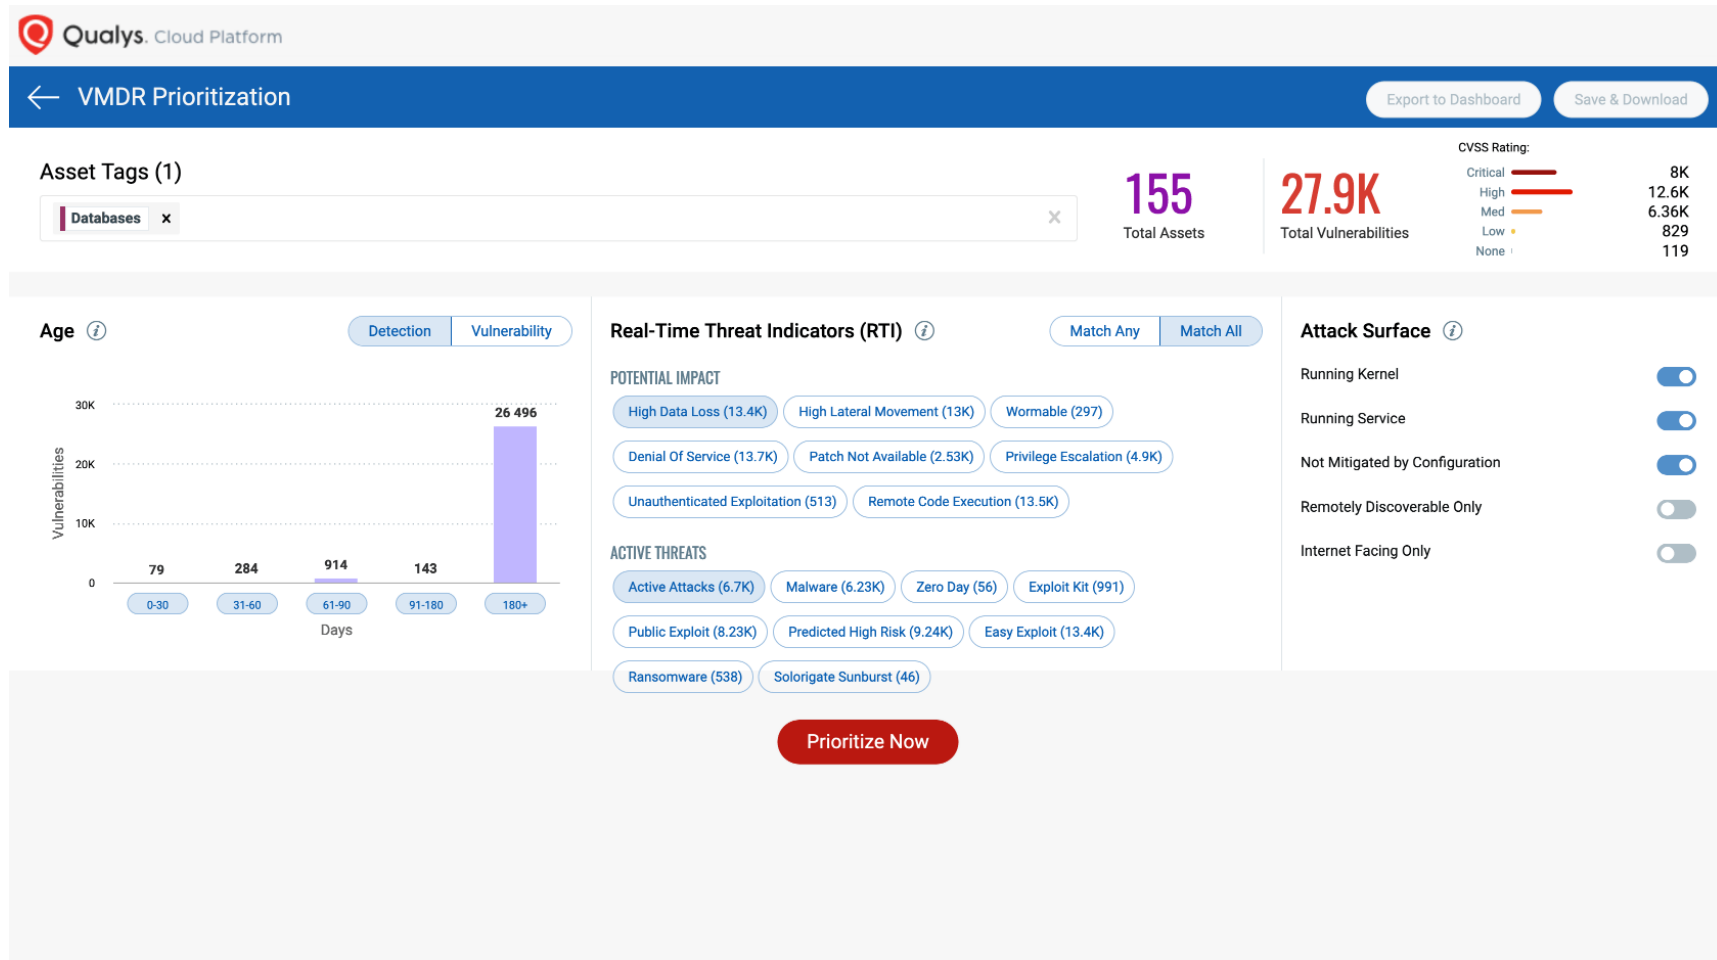 Qualys. Cloud Platform
VMDR Prioritization
Export to Dashboard
Save & Download
Asset Tags (1)
Databases ×
×
155
Total Assets
27.9K
Total Vulnerabilities
CVSS Rating:
Critical 8K
High 12.6K
Med 6.36K
Low 829
None 119
Age i
Detection Vulnerability
30K
20K
10K
0
Vulnerabilities
79 284 914 143 26 496
0-30 31-60 61-90 91-180 180+
Days
Real-Time Threat Indicators (RTI) i
Match Any Match All
POTENTIAL IMPACT
High Data Loss (13.4K) High Lateral Movement (13K) Wormable (297)
Denial Of Service (13.7K) Patch Not Available (2.53K) Privilege Escalation (4.9K)
Unauthenticated Exploitation (513) Remote Code Execution (13.5K)
ACTIVE THREATS
Active Attacks (6.7K) Malware (6.23K) Zero Day (56) Exploit Kit (991)
Public Exploit (8.23K) Predicted High Risk (9.24K) Easy Exploit (13.4K)
Ransomware (538) Solorigate Sunburst (46)
Attack Surface i
Running Kernel
Running Service
Not Mitigated by Configuration
Remotely Discoverable Only
Internet Facing Only
Prioritize Now